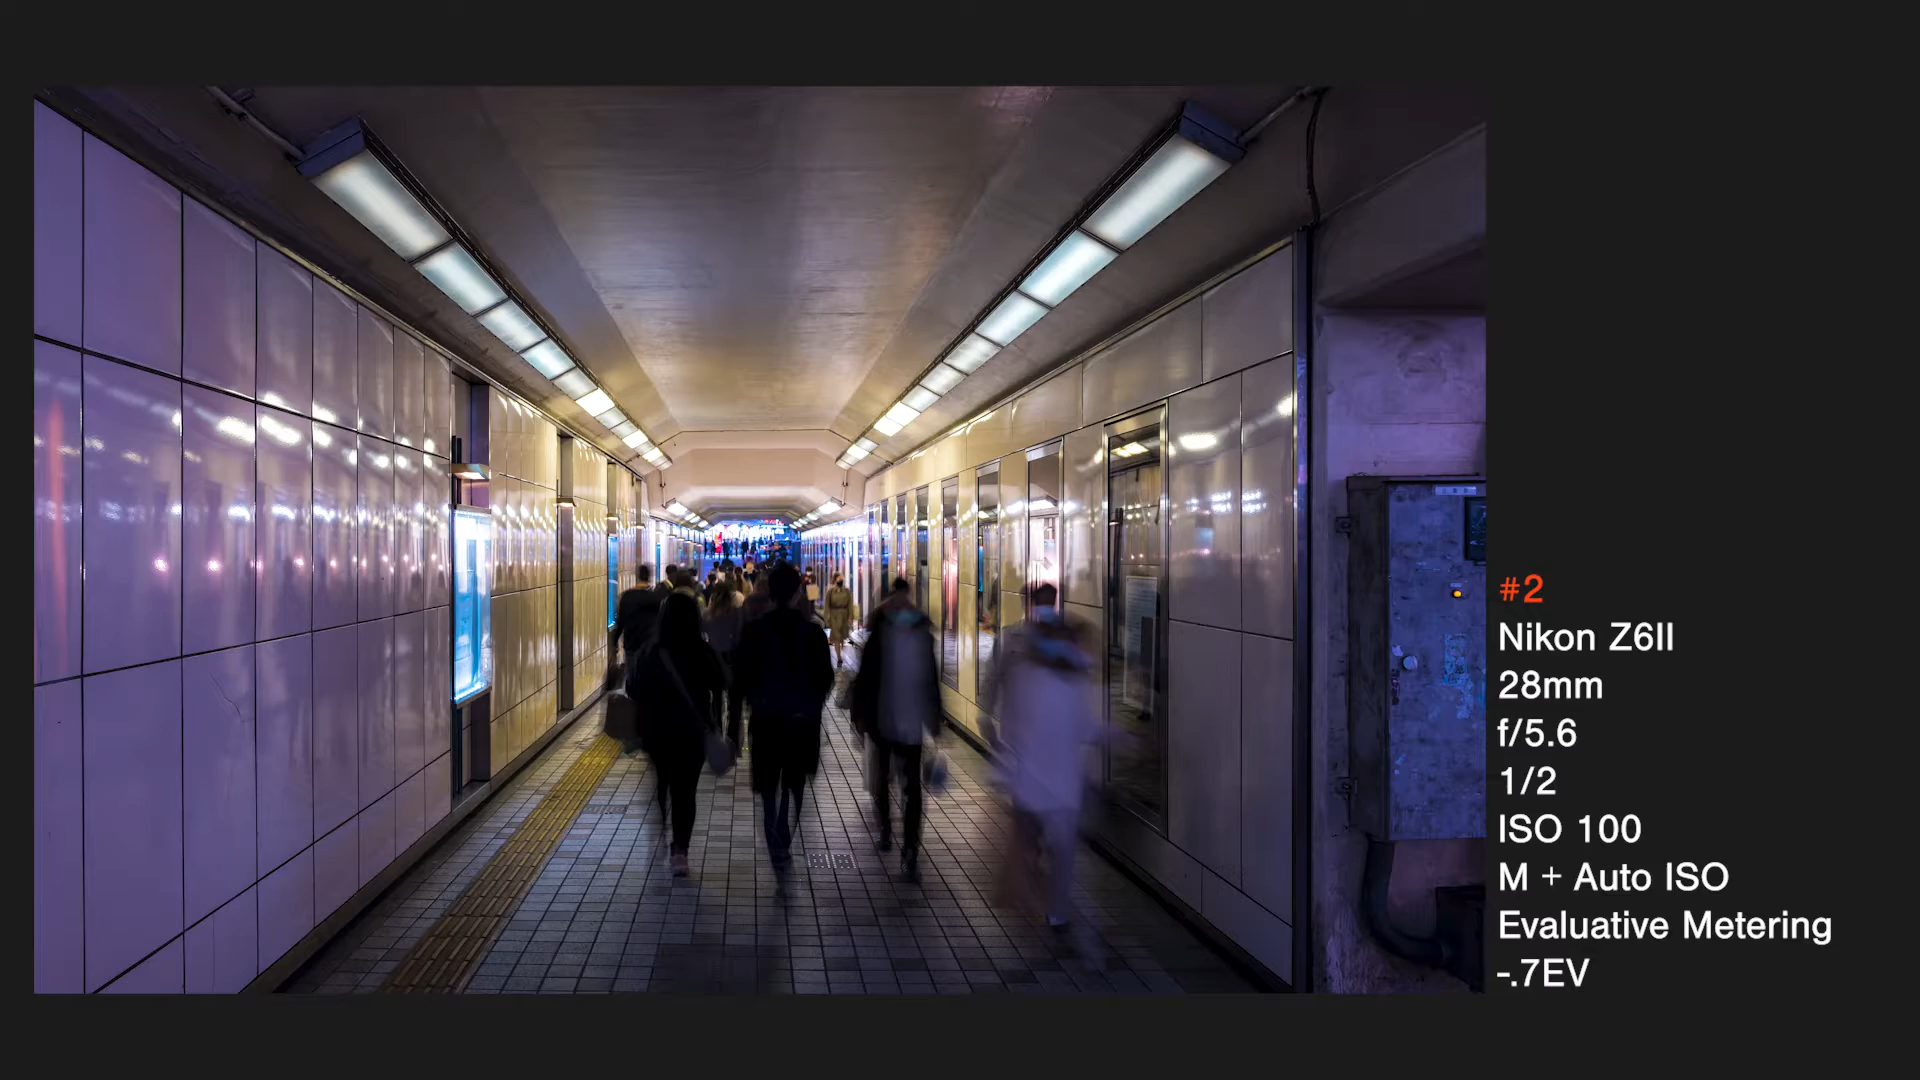 #2
Nikon Z6II
28mm
f/5.6
1/2
ISO 100
M + Auto ISO
Evaluative Metering
-.7EV